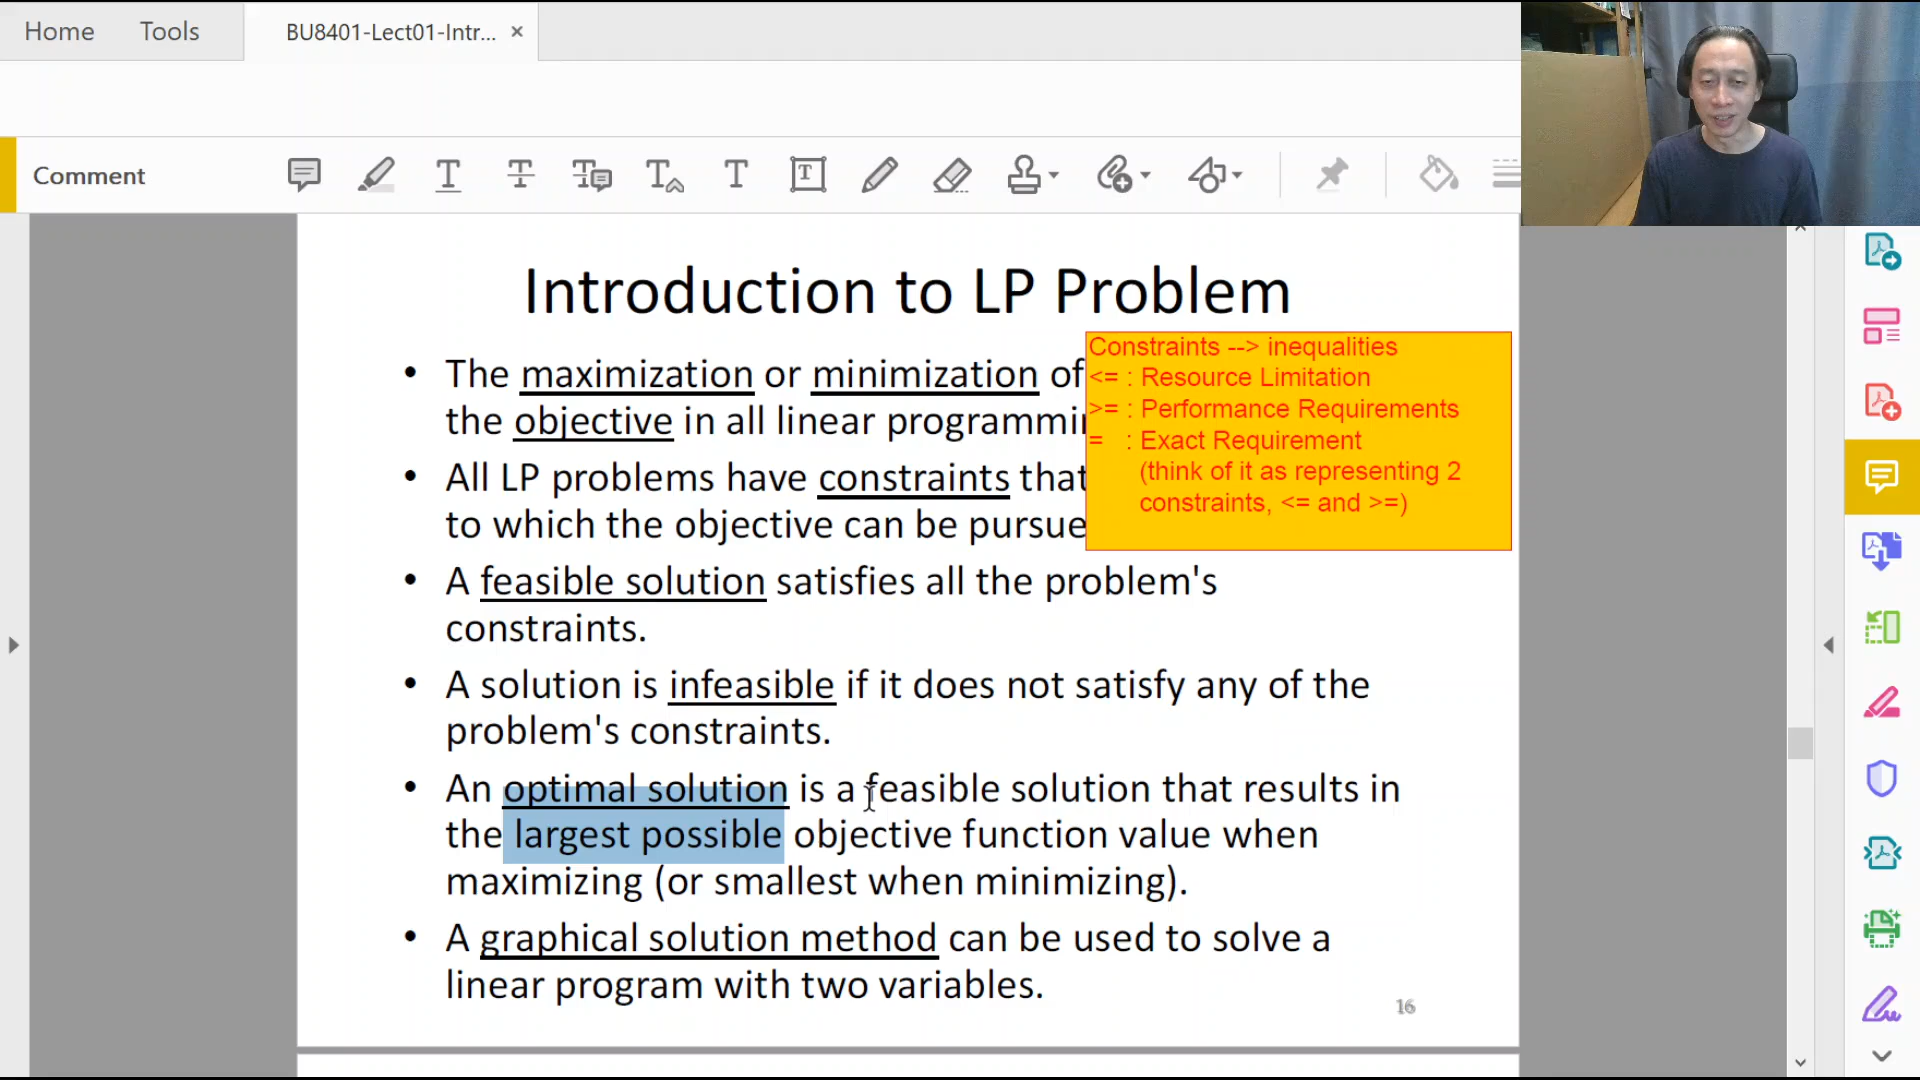 Home
Tools
BU8401-Lect01-Intr...
Comment
Introduction to LP Problem
• The maximization or minimization of
the objective in all linear programmi
• All LP problems have constraints that
to which the objective can be pursue
Constraints --> inequalities
<= : Resource Limitation
>= : Performance Requirements
= : Exact Requirement
(think of it as representing 2
constraints, <= and >=)
• A feasible solution satisfies all the problem's
constraints.
• A solution is infeasible if it does not satisfy any of the
problem's constraints.
• An optimal solution is a feasible solution that results in
the largest possible objective function value when
maximizing (or smallest when minimizing).
• A graphical solution method can be used to solve a
linear program with two variables.
16